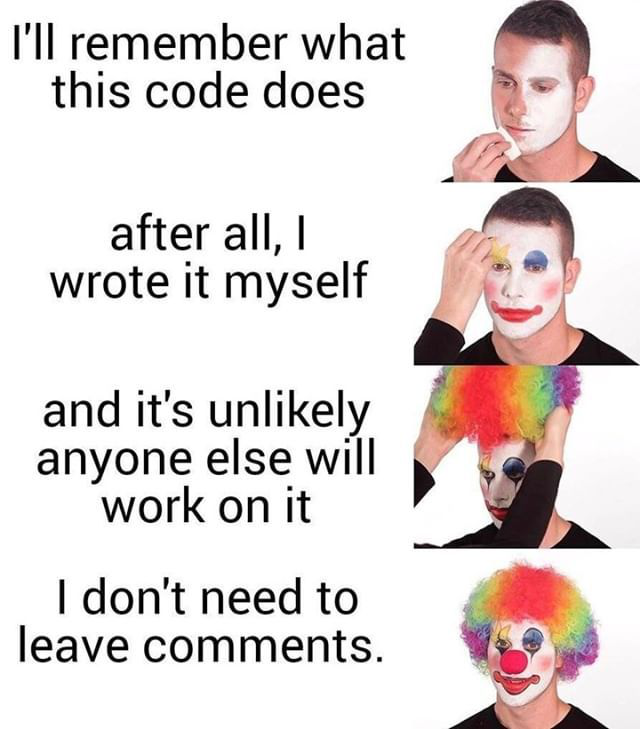 I'll remember what
this code does
after all, I
wrote it myself
and it's unlikely
anyone else will
work on it
I don't need to
leave comments.